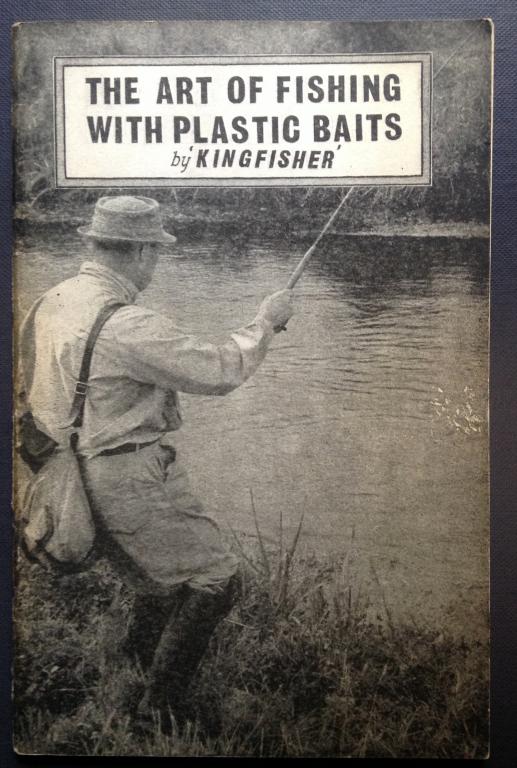 THE ART OF FISHING
WITH PLASTIC BAITS
by 'KINGFISHER'